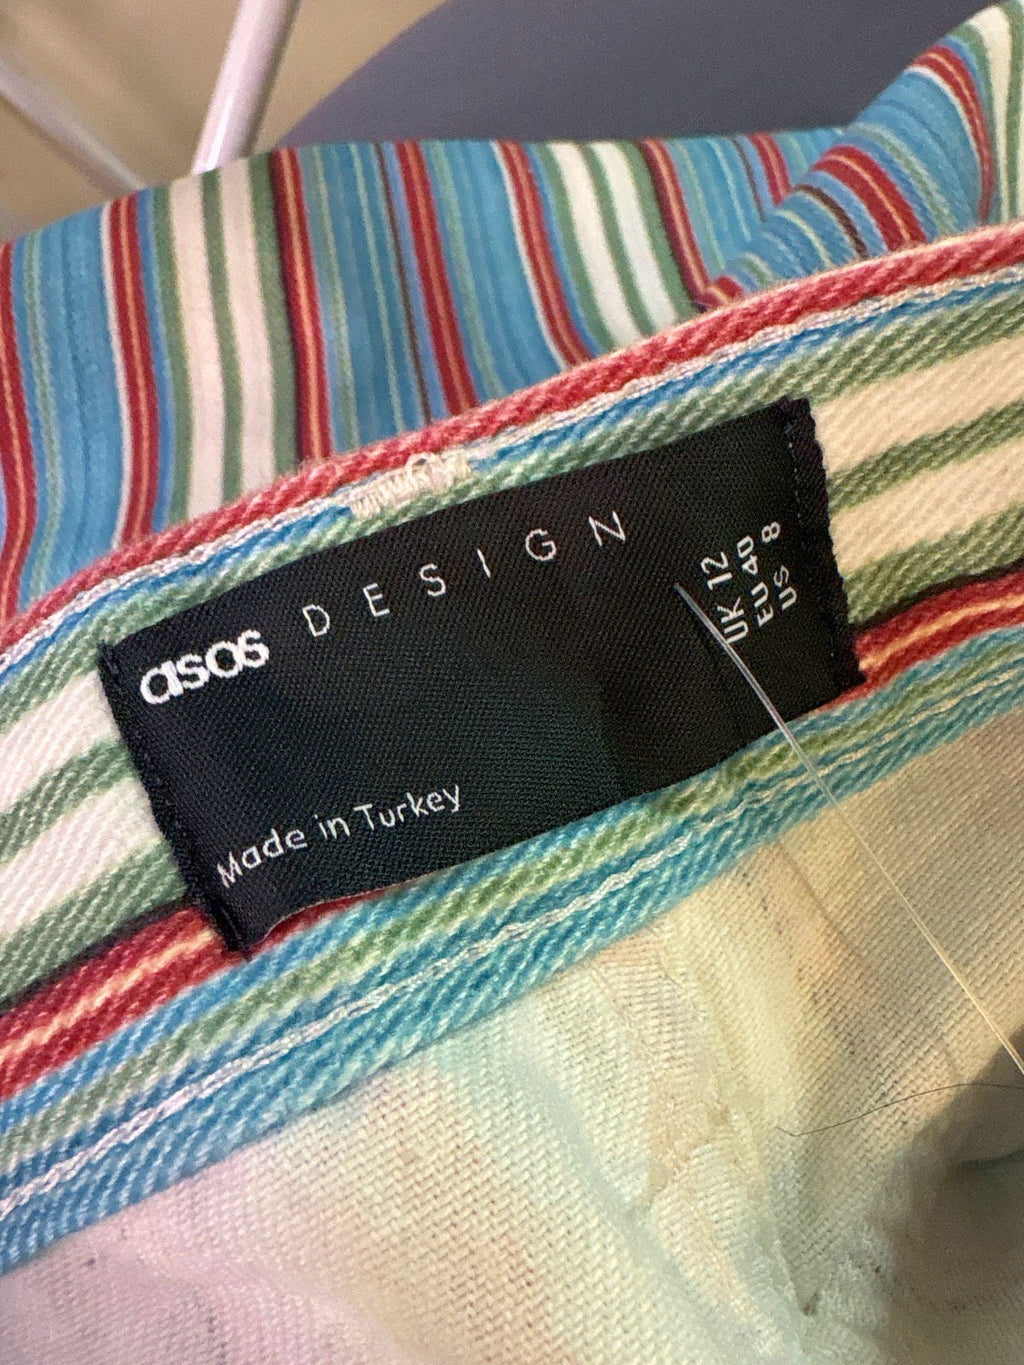 asos DESIGN
UK 12
EU 40
US 8
Made in Turkey